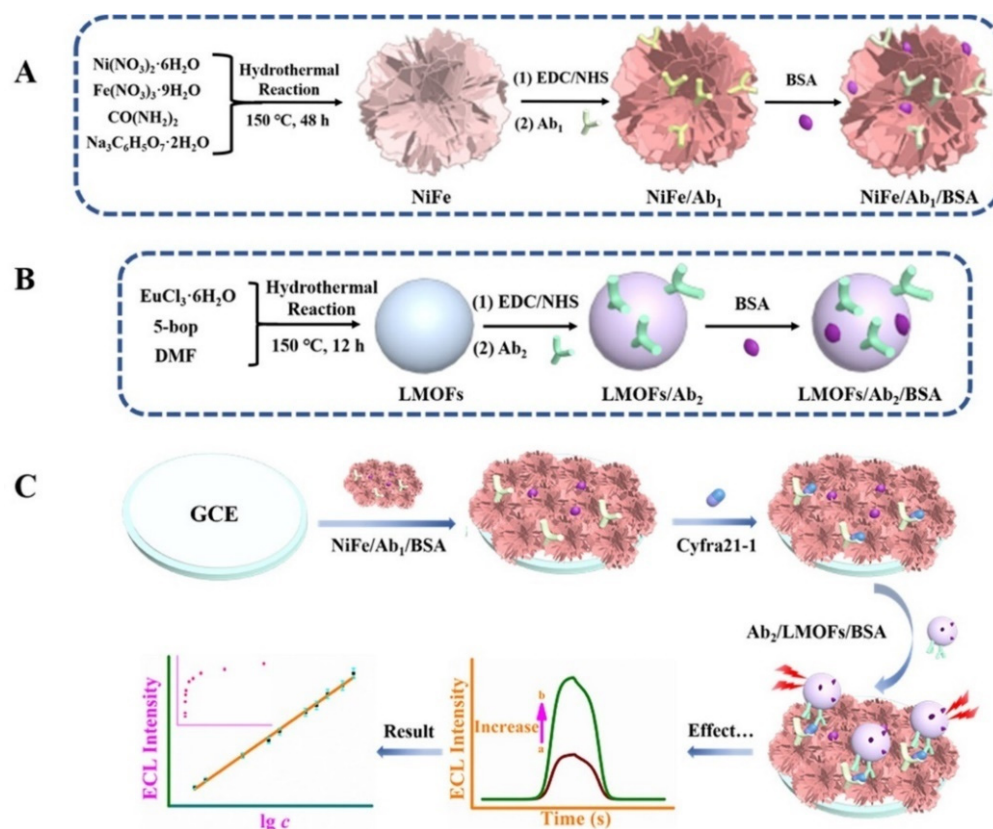 A
Ni(NO₃)₂·6H₂O
Fe(NO₃)₃·9H₂O
CO(NH₂)₂
Na₃C₆H₅O₇·2H₂O
Hydrothermal
Reaction
150 °C, 48 h
NiFe
(1) EDC/NHS
(2) Ab₁
NiFe/Ab₁
BSA
NiFe/Ab₁/BSA
B
EuCl₃·6H₂O
5-bop
DMF
Hydrothermal
Reaction
150 °C, 12 h
LMOFs
(1) EDC/NHS
(2) Ab₂
LMOFs/Ab₂
BSA
LMOFs/Ab₂/BSA
C
GCE
NiFe/Ab₁/BSA
Cyfra21-1
Ab₂/LMOFs/BSA
Effect...
ECL Intensity
Increase
b
a
Time (s)
Result
ECL Intensity
lg c